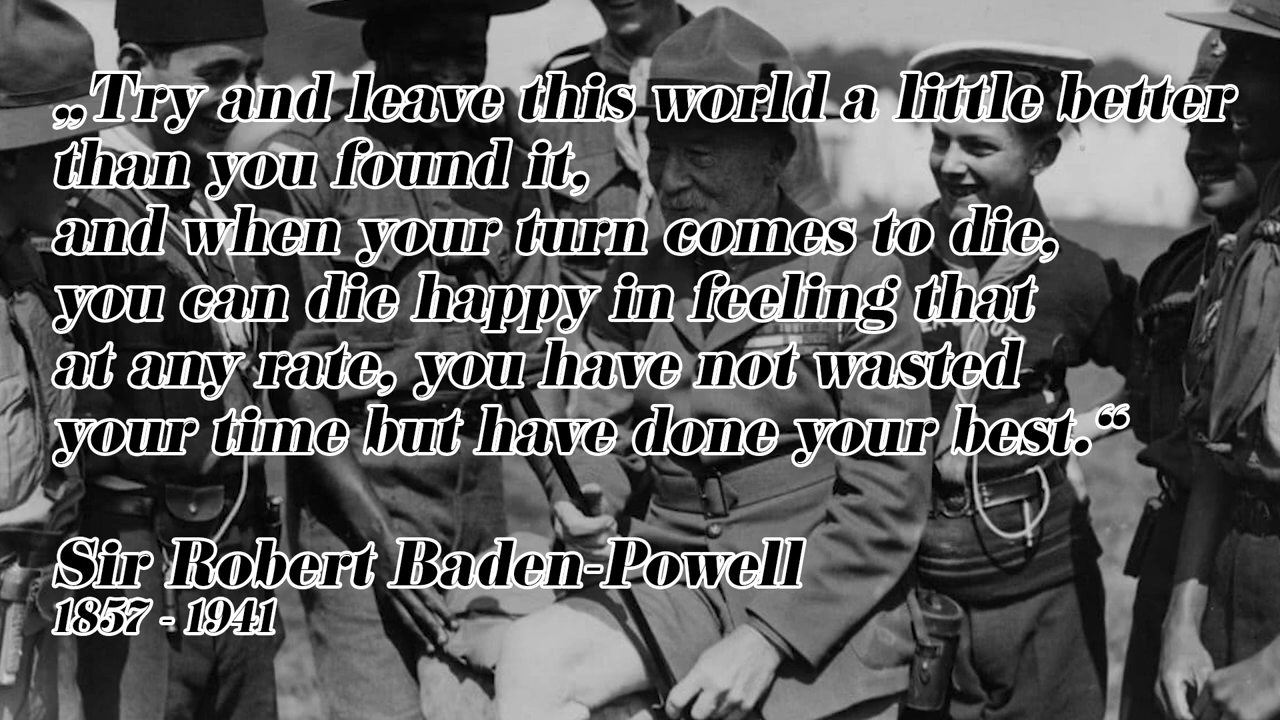 „Try and leave this world a little better
than you found it,
and when your turn comes to die,
you can die happy in feeling that
at any rate, you have not wasted
your time but have done your best.“
Sir Robert Baden-Powell
1857 - 1941